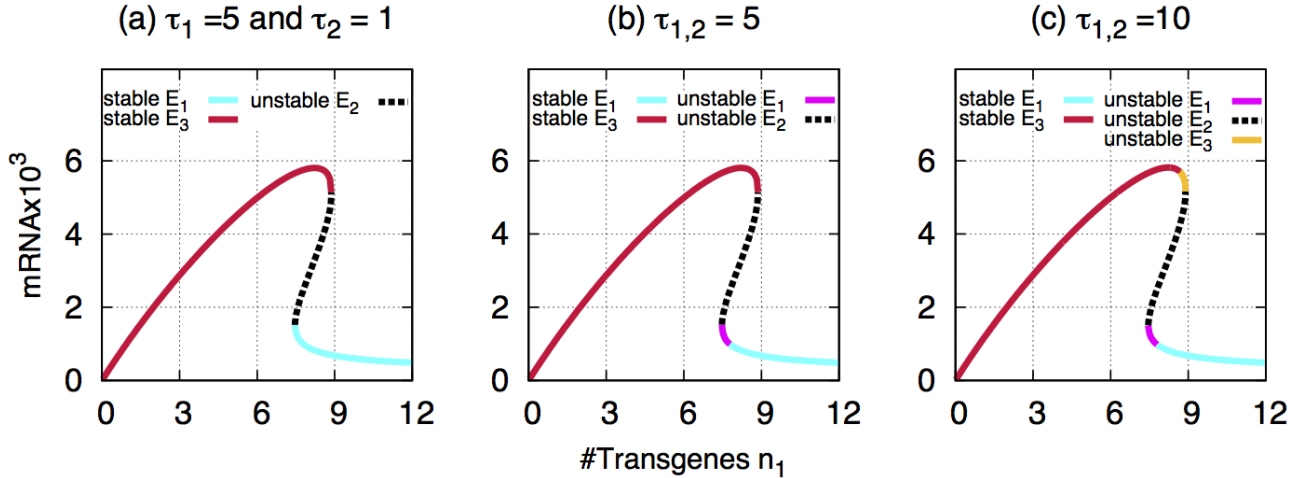 (a) τ₁ =5 and τ₂ = 1
stable E₁ unstable E₂
stable E₃
mRNAx10³
6
4
2
0
0 3 6 9 12
(b) τ₁,₂ = 5
stable E₁ unstable E₁
stable E₃ unstable E₂
6
4
2
0
0 3 6 9 12
#Transgenes n₁
(c) τ₁,₂ =10
stable E₁ unstable E₁
stable E₃ unstable E₂
unstable E₃
6
4
2
0
0 3 6 9 12